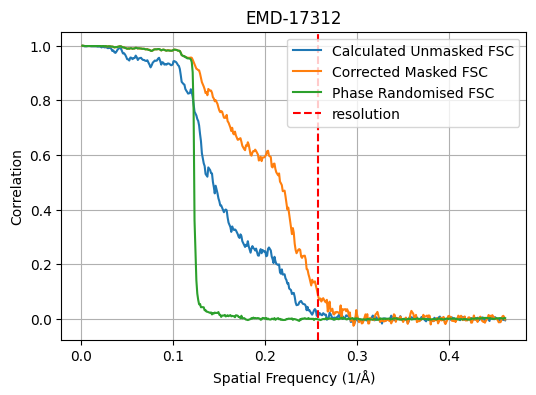 EMD-17312
Calculated Unmasked FSC
Corrected Masked FSC
Phase Randomised FSC
resolution
Correlation
1.0
0.8
0.6
0.4
0.2
0.0
0.0 0.1 0.2 0.3 0.4
Spatial Frequency (1/Å)